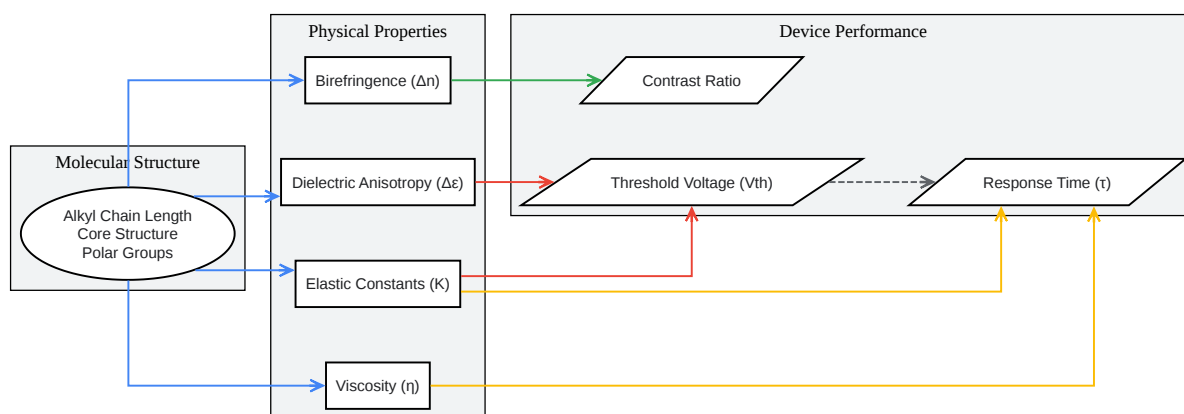 Physical Properties
Device Performance
Birefringence (Δn)
Contrast Ratio
Molecular Structure
Alkyl Chain Length
Core Structure
Polar Groups
Dielectric Anisotropy (Δε)
Threshold Voltage (Vth)
Response Time (τ)
Elastic Constants (K)
Viscosity (η)